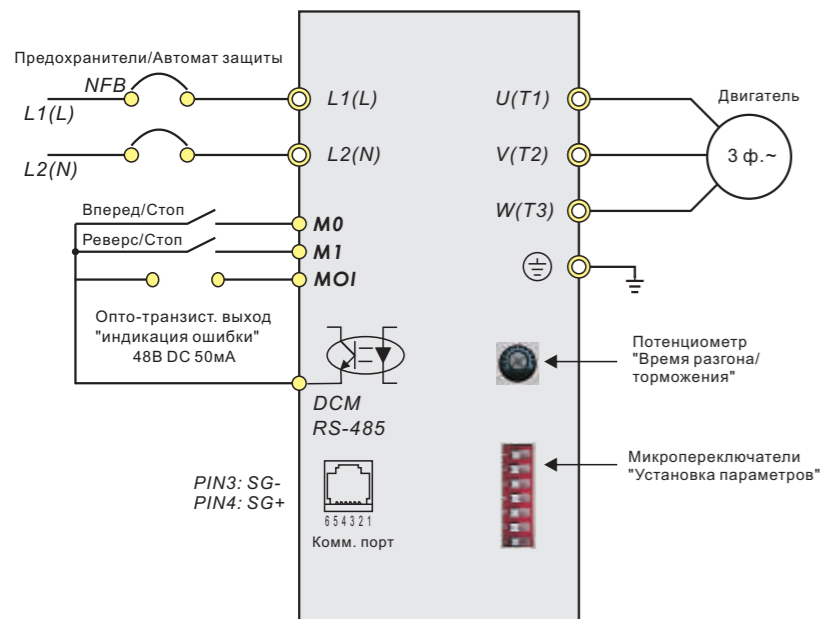 Предохранители/Автомат защиты
NFB
L1(L)
L1(L)
U(T1)
Двигатель
L2(N)
L2(N)
V(T2)
3 ф.~
W(T3)
Вперед/Стоп
M0
Реверс/Стоп
M1
MOI
Опто-транзист. выход
"индикация ошибки"
48В DC 50мА
Потенциометр
"Время разгона/
торможения"
DCM
RS-485
Микропереключатели
"Установка параметров"
PIN3: SG-
PIN4: SG+
6 5 4 3 2 1
Комм. порт